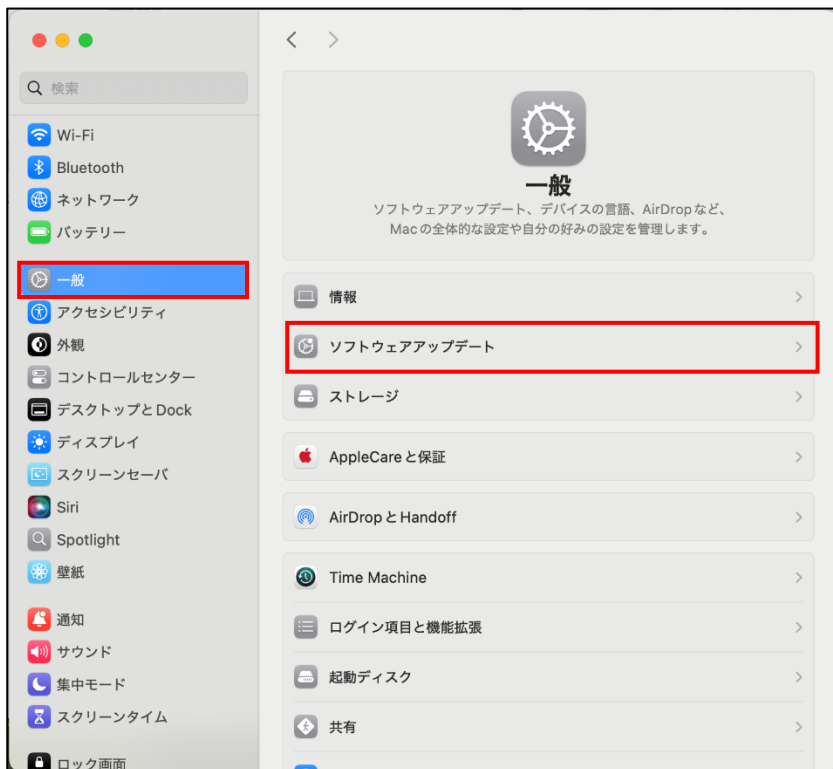 検索
Wi-Fi
Bluetooth
ネットワーク
バッテリー
一般
アクセシビリティ
外観
コントロールセンター
デスクトップとDock
ディスプレイ
スクリーンセーバ
Siri
Spotlight
壁紙
通知
サウンド
集中モード
スクリーンタイム
ロック画面
一般
ソフトウェアアップデート、デバイスの言語、AirDropなど、
Macの全体的な設定や自分の好みの設定を管理します。
情報
ソフトウェアアップデート
ストレージ
AppleCareと保証
AirDropとHandoff
Time Machine
ログイン項目と機能拡張
起動ディスク
共有